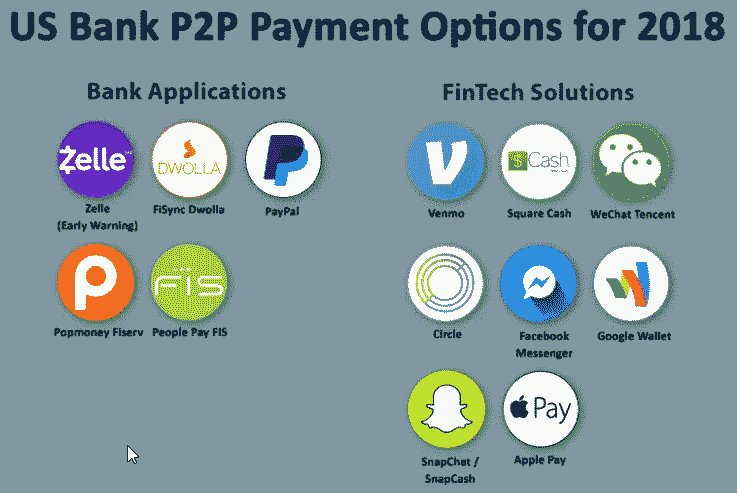 US Bank P2P Payment Options for 2018
Bank Applications
FinTech Solutions
Zelle
DWOLLA
$ Cash
Zelle
(Early Warning)
FiSync Dwolla
PayPal
Venmo
Square Cash
WeChat Tencent
fis
Popmoney Fiserv
People Pay FIS
Circle
Facebook
Messenger
Google Wallet
Pay
SnapChat /
SnapCash
Apple Pay